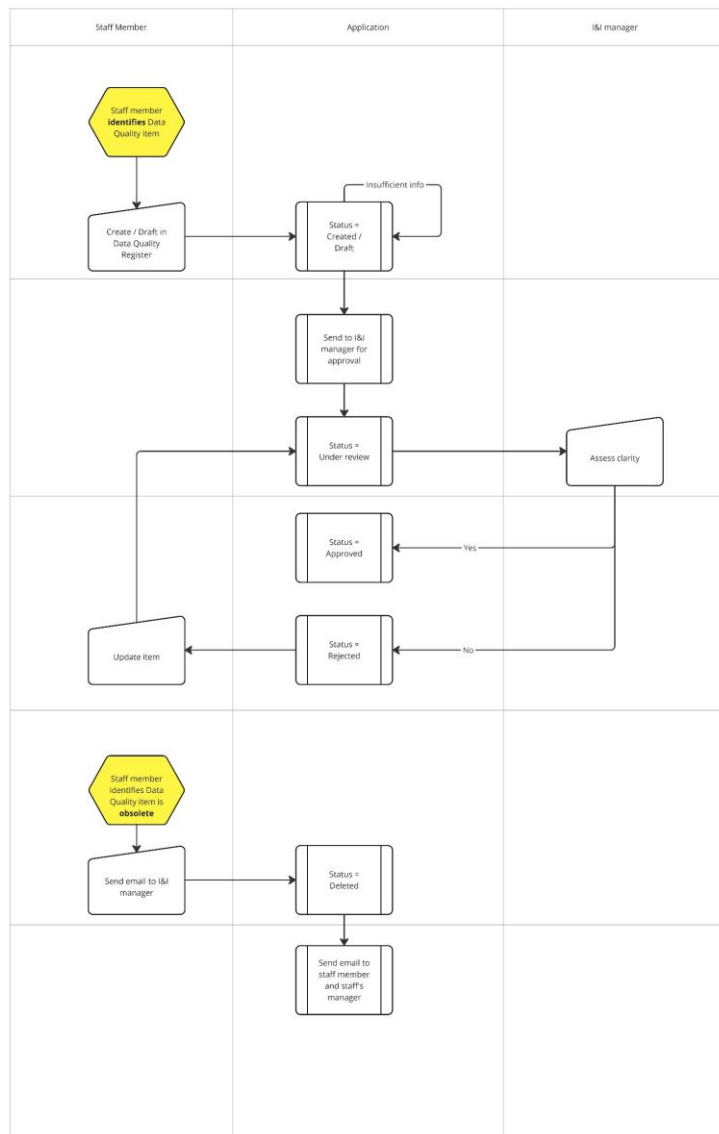 Staff Member
Application
I&I manager
Staff member
identifies Data
Quality item
Insufficient info
Create / Draft in
Data Quality
Register
Status =
Created /
Draft
Send to I&I
manager for
approval
Status =
Under review
Assess clarity
Status =
Approved
Yes
Update item
Status =
Rejected
No
Staff member
identifies Data
Quality item is
obsolete
Send email to I&I
manager
Status =
Deleted
Send email to
staff member
and staff's
manager